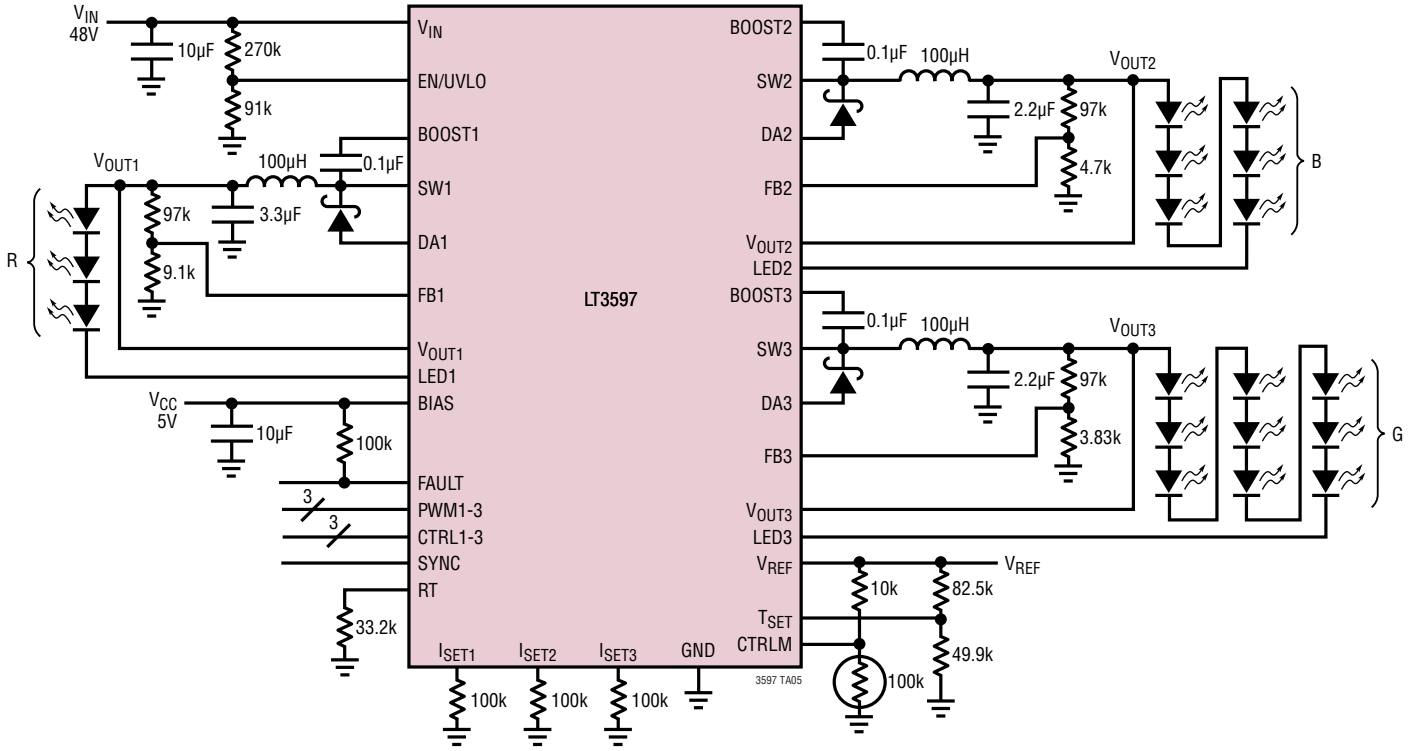 VIN
48V
10µF
270k
91k
VIN
EN/UVLO
BOOST1
VOUT1
100µH
0.1µF
SW1
97k
3.3µF
DA1
R
9.1k
FB1
VOUT1
LED1
VCC
5V
BIAS
10µF
100k
FAULT
3
PWM1-3
3
CTRL1-3
SYNC
RT
33.2k
ISET1
ISET2
ISET3
GND
100k
100k
100k
LT3597
BOOST2
0.1µF
100µH
VOUT2
SW2
2.2µF
97k
DA2
4.7k
B
FB2
VOUT2
LED2
BOOST3
0.1µF
100µH
VOUT3
SW3
2.2µF
97k
DA3
3.83k
G
FB3
VOUT3
LED3
VREF
VREF
10k
82.5k
TSET
CTRLM
49.9k
100k
3597 TA05